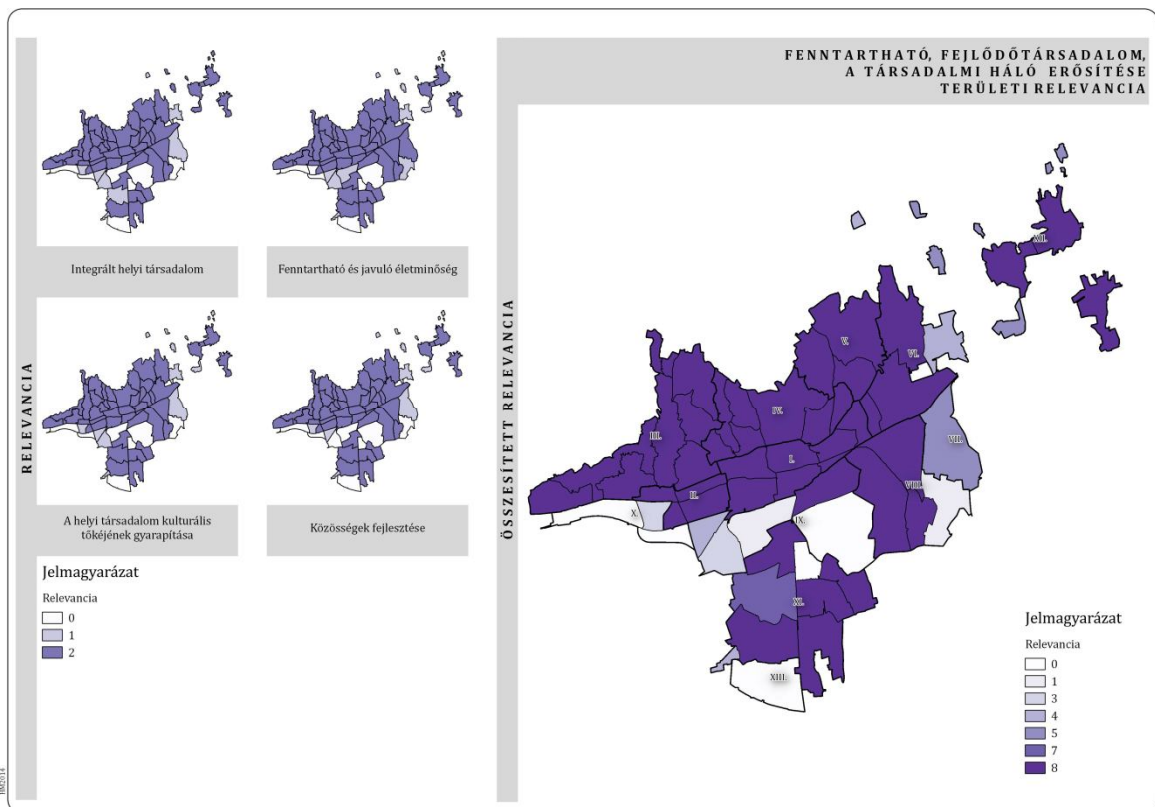 FENNTARTHATÓ, FEJLŐDŐTÁRSADALOM,
A TÁRSADALMI HÁLÓ ERŐSÍTÉSE
TERÜLETI RELEVANCIA
RELEVANCIA
Integrált helyi társadalom
Fenntartható és javuló életminőség
A helyi társadalom kulturális
tőkéjének gyarapítása
Közösségek fejlesztése
Jelmagyarázat
Relevancia
0
1
2
ÖSSZESÍTETT RELEVANCIA
XII.
V.
VI.
IV.
III.
VII.
I.
VIII.
II.
X.
IX.
XI.
XIII.
Jelmagyarázat
Relevancia
0
1
3
4
5
7
8
HM2014